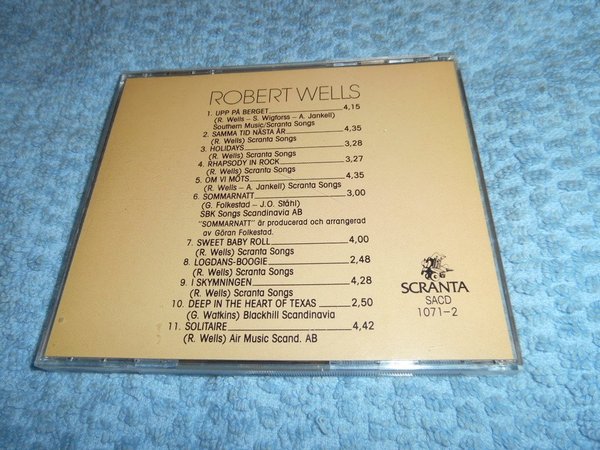 ROBERT WELLS
1. UPP PÅ BERGET 4,15
(R. Wells – S. Wigforss – A. Jankell)
Southern Music/Scranta Songs
2. SAMMA TID NÄSTA ÅR 4,35
(R. Wells) Scranta Songs
3. HOLIDAYS 3,28
(R. Wells) Scranta Songs
4. RHAPSODY IN ROCK 3,27
(R. Wells) Scranta Songs
5. OM VI MÖTS 4,35
(R. Wells – A. Jankell) Scranta Songs
6. SOMMARNATT 3,00
(G. Folkestad – J.O. Ståhl)
SBK Songs Scandinavia AB
"SOMMARNATT" är producerad och arrangerad
av Göran Folkestad.
7. SWEET BABY ROLL 4,00
(R. Wells) Scranta Songs
8. LOGDANS-BOOGIE 2,48
(R. Wells) Scranta Songs
9. I SKYMNINGEN 4,28
(R. Wells) Scranta Songs
10. DEEP IN THE HEART OF TEXAS 2,50
(G. Watkins) Blackhill Scandinavia
11. SOLITAIRE 4,42
(R. Wells) Air Music Scand. AB
SCRANTA
SACD
1071-2